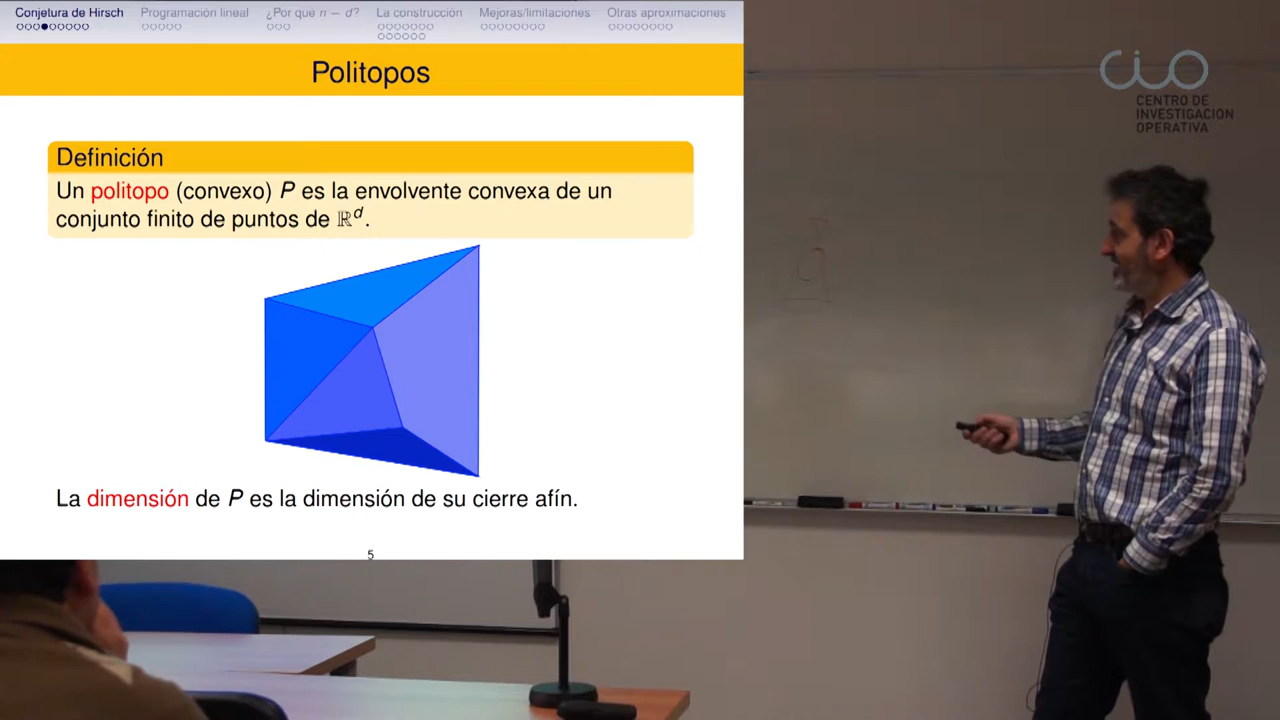 Conjetura de Hirsch Programación lineal ¿Por qué n − d? La construcción Mejoras/limitaciones Otras aproximaciones
Politopos
Definición
Un politopo (convexo) P es la envolvente convexa de un
conjunto finito de puntos de ℝ^d.
La dimensión de P es la dimensión de su cierre afín.
5
CIO
CENTRO DE
INVESTIGACION
OPERATIVA